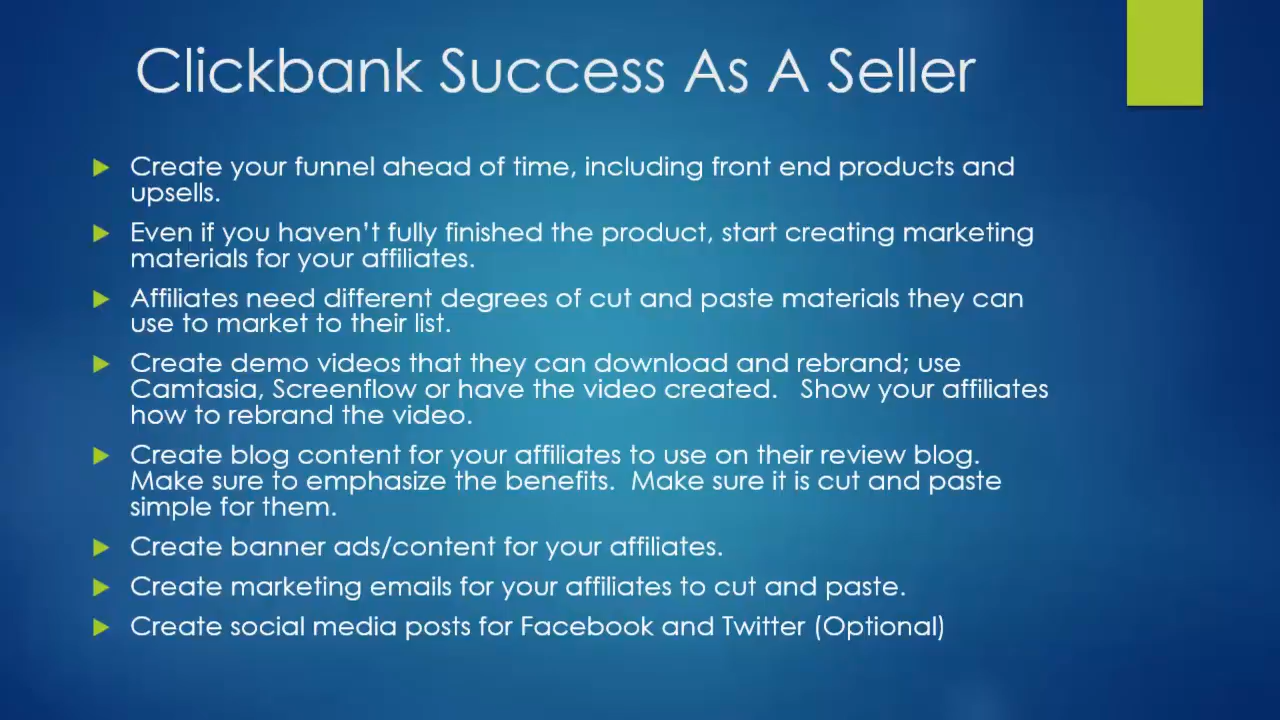 Clickbank Success As A Seller
Create your funnel ahead of time, including front end products and
upsells.
Even if you haven't fully finished the product, start creating marketing
materials for your affiliates.
Affiliates need different degrees of cut and paste materials they can
use to market to their list.
Create demo videos that they can download and rebrand; use
Camtasia, Screenflow or have the video created.   Show your affiliates
how to rebrand the video.
Create blog content for your affiliates to use on their review blog.
Make sure to emphasize the benefits.  Make sure it is cut and paste
simple for them.
Create banner ads/content for your affiliates.
Create marketing emails for your affiliates to cut and paste.
Create social media posts for Facebook and Twitter (Optional)